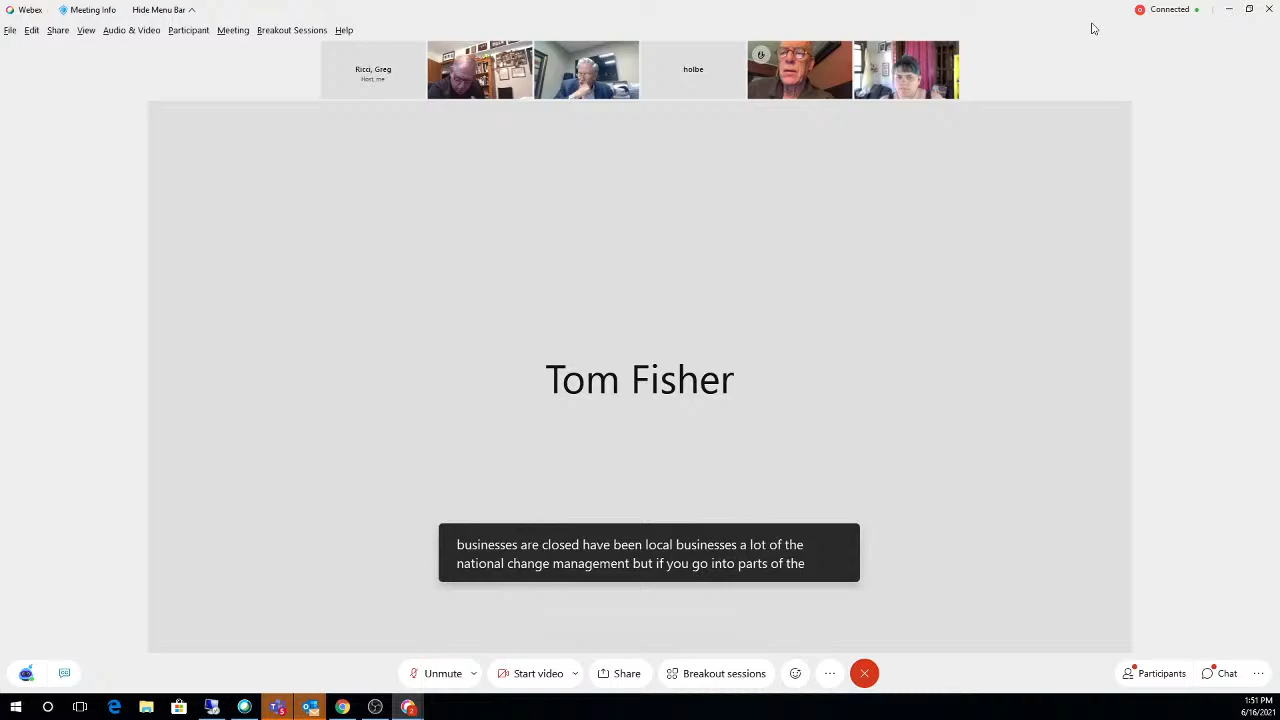 Webex Meeting Info Hide Menu Bar Connected
File Edit Share View Audio & Video Participant Meeting Breakout Sessions Help
Ricci, Greg
Host, me
holbe
Tom Fisher
businesses are closed have been local businesses a lot of the
national change management but if you go into parts of the
Unmute Start video Share Breakout sessions Participants Chat
1:51 PM
6/16/2021